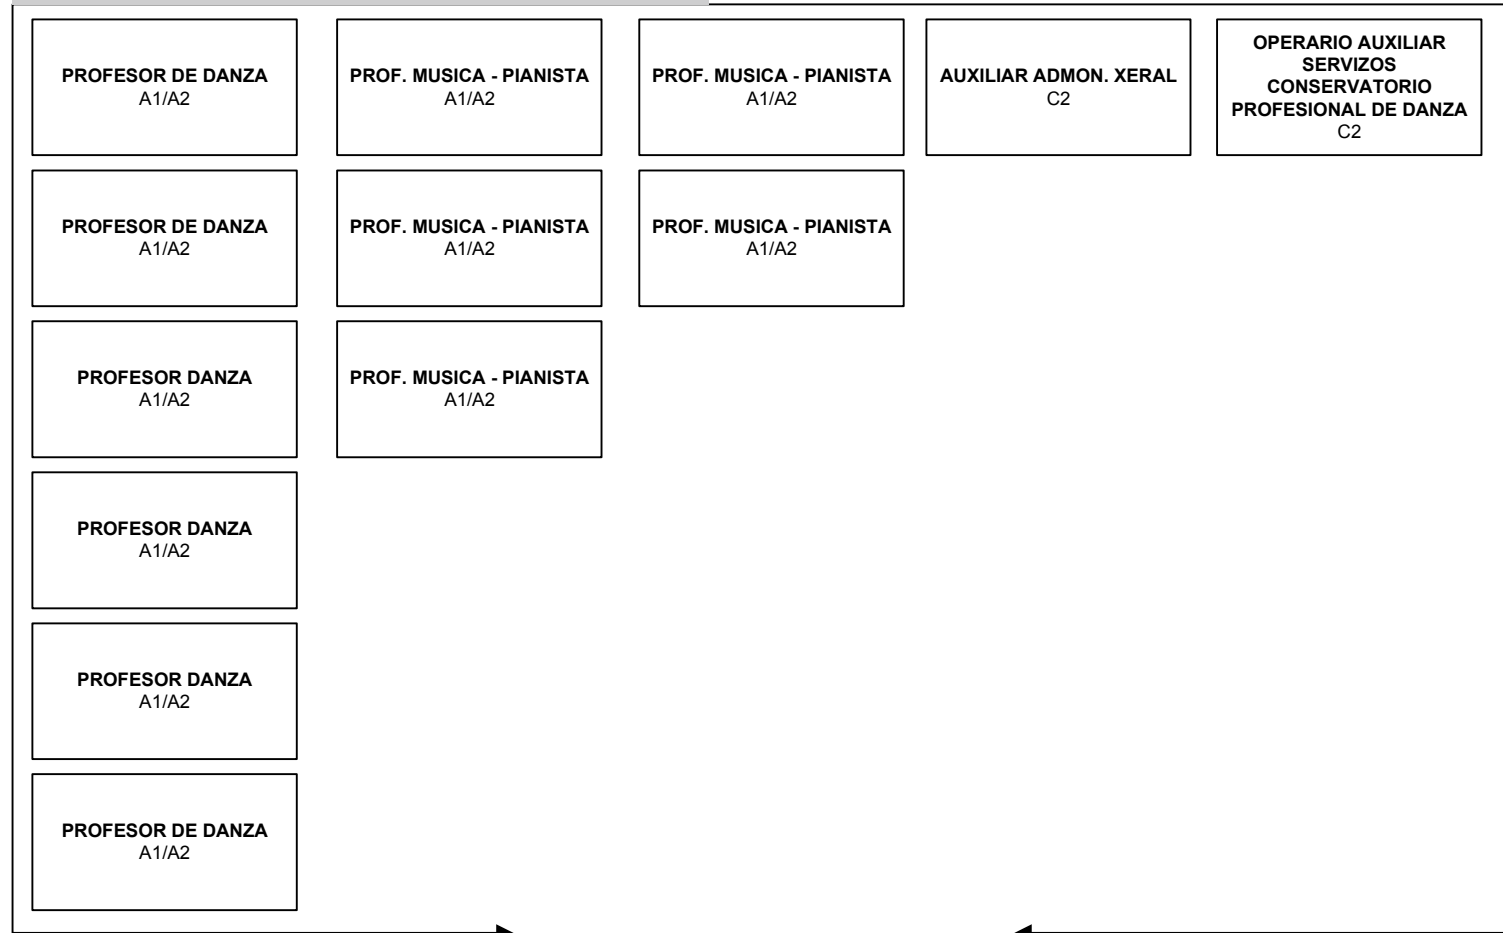 PROFESOR DE DANZA
A1/A2
PROF. MUSICA - PIANISTA
A1/A2
PROF. MUSICA - PIANISTA
A1/A2
AUXILIAR ADMON. XERAL
C2
OPERARIO AUXILIAR
SERVIZOS
CONSERVATORIO
PROFESIONAL DE DANZA
C2
PROFESOR DE DANZA
A1/A2
PROF. MUSICA - PIANISTA
A1/A2
PROF. MUSICA - PIANISTA
A1/A2
PROFESOR DANZA
A1/A2
PROF. MUSICA - PIANISTA
A1/A2
PROFESOR DANZA
A1/A2
PROFESOR DANZA
A1/A2
PROFESOR DE DANZA
A1/A2